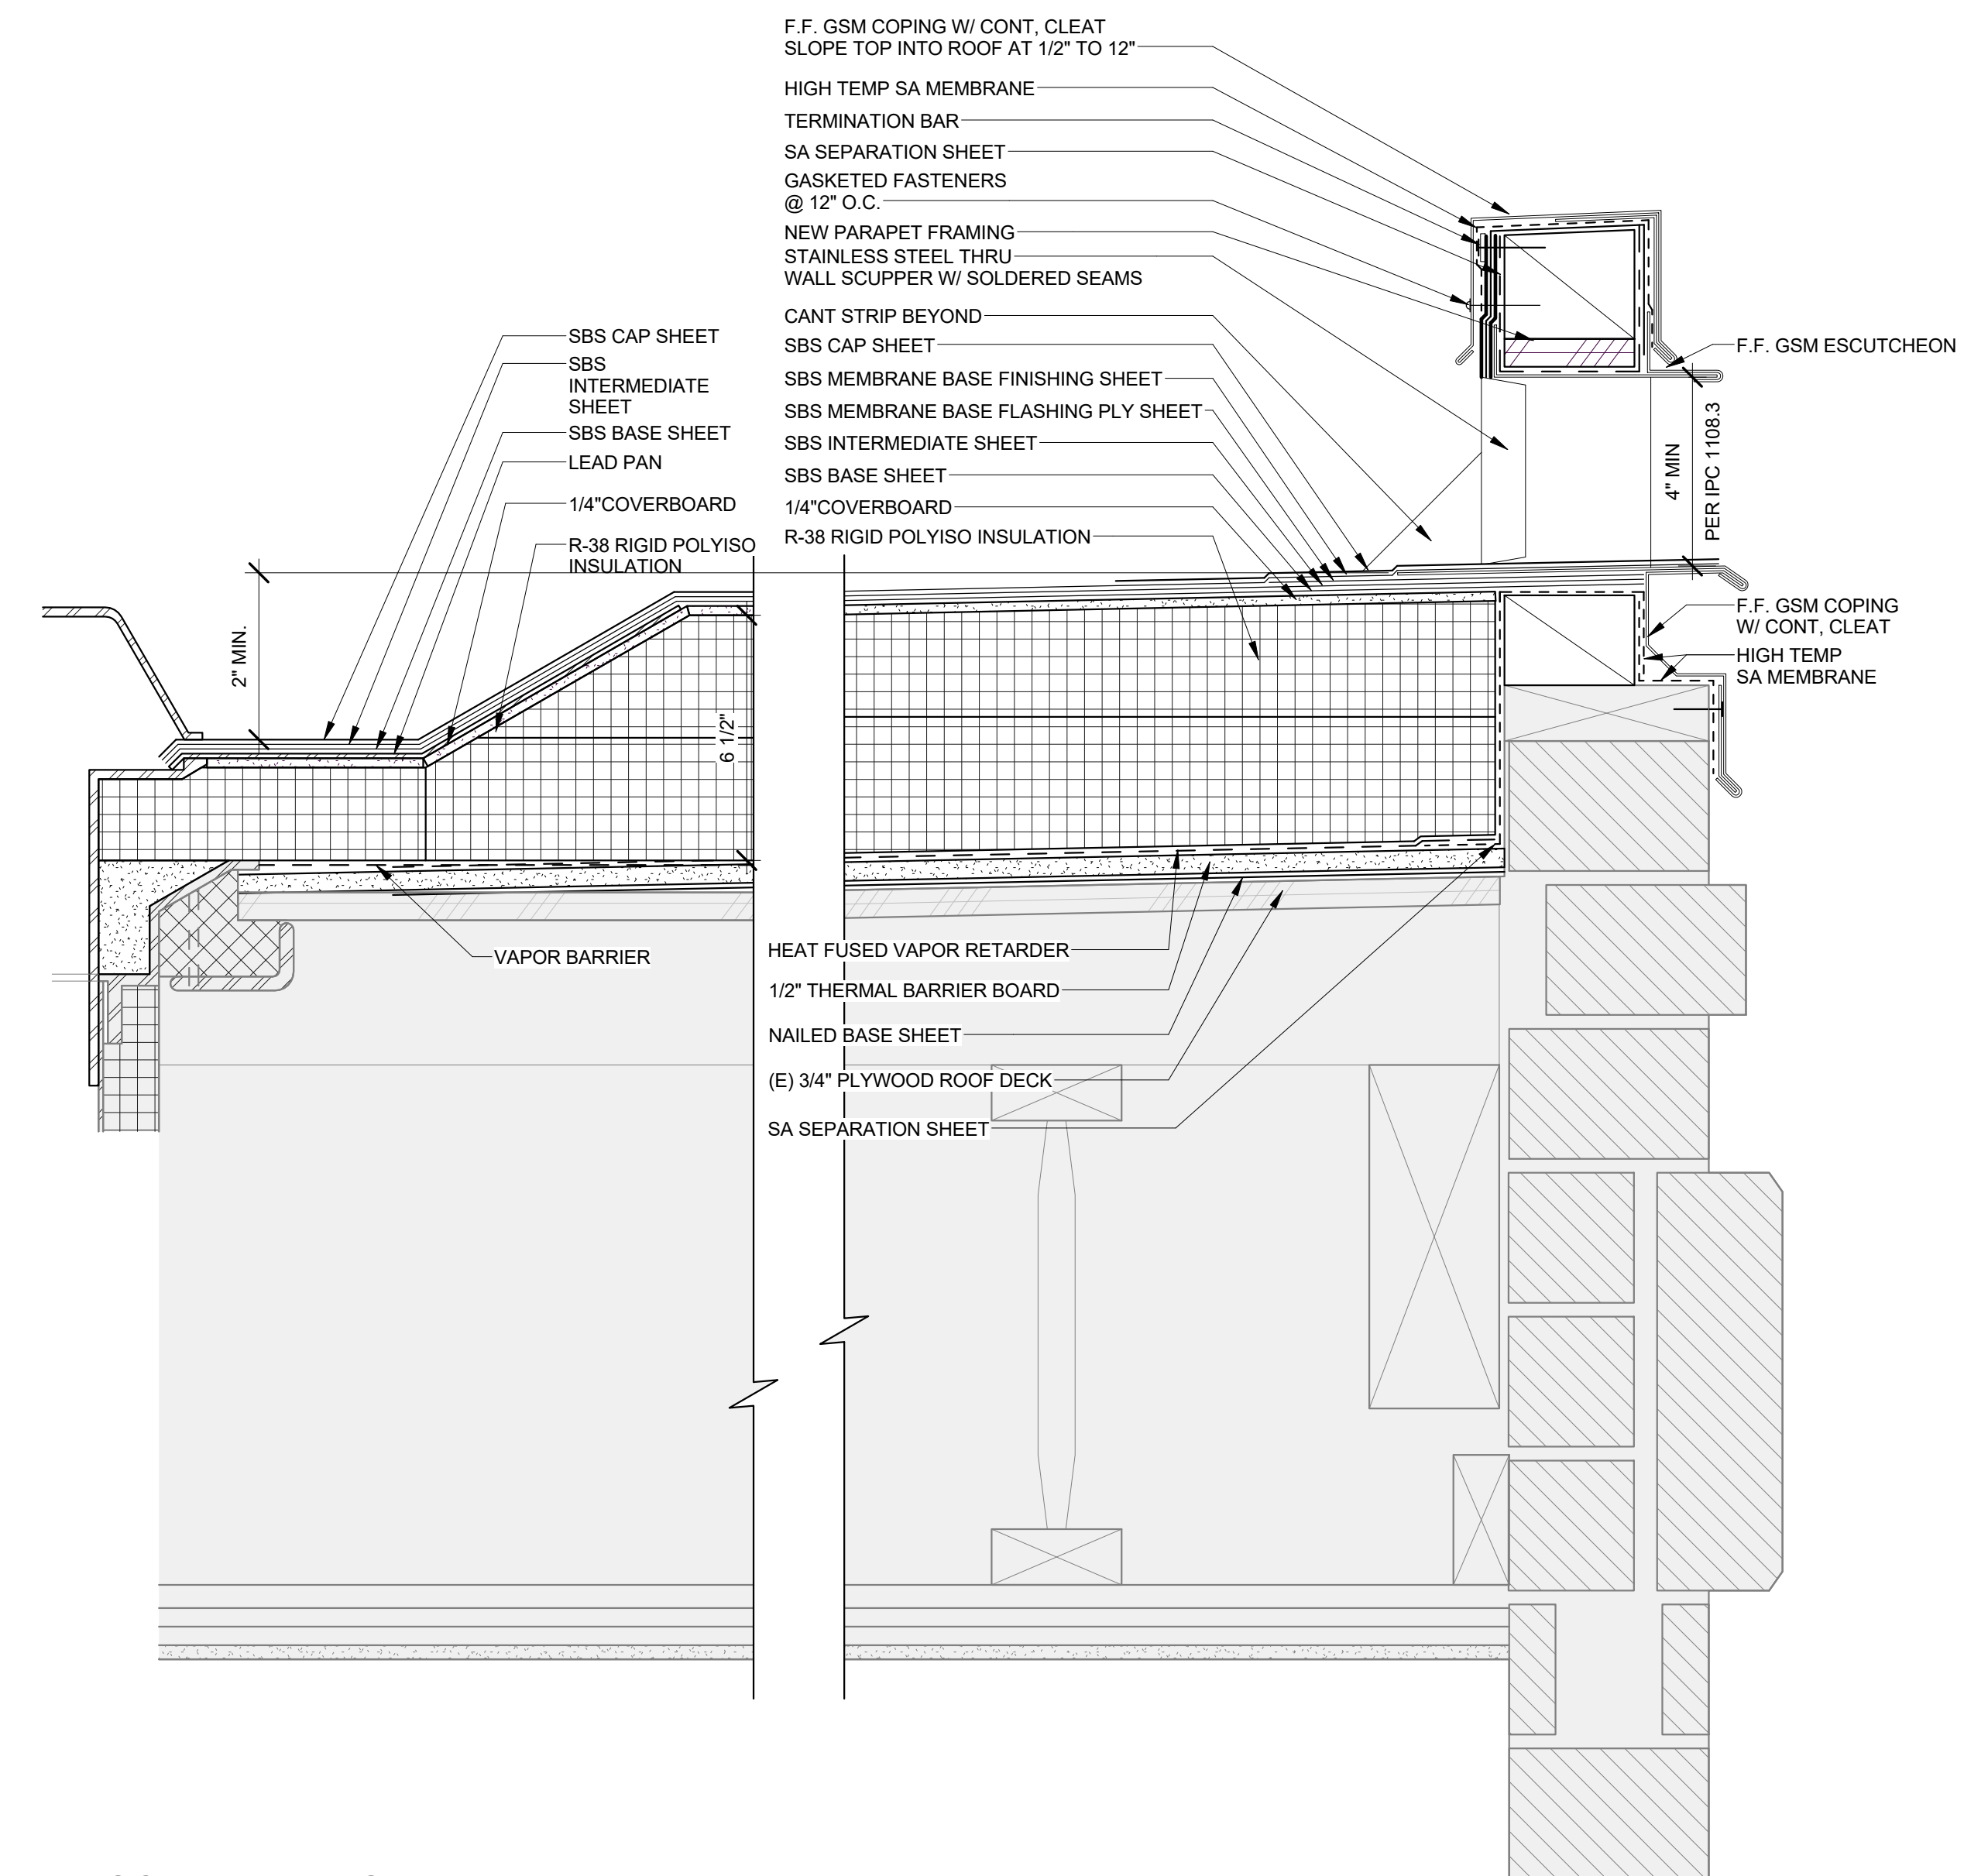 F.F. GSM COPING W/ CONT, CLEAT
SLOPE TOP INTO ROOF AT 1/2" TO 12"
HIGH TEMP SA MEMBRANE
TERMINATION BAR
SA SEPARATION SHEET
GASKETED FASTENERS
@ 12" O.C.
NEW PARAPET FRAMING
STAINLESS STEEL THRU
WALL SCUPPER W/ SOLDERED SEAMS
CANT STRIP BEYOND
SBS CAP SHEET
SBS MEMBRANE BASE FINISHING SHEET
SBS MEMBRANE BASE FLASHING PLY SHEET
SBS INTERMEDIATE SHEET
SBS BASE SHEET
1/4"COVERBOARD
R-38 RIGID POLYISO INSULATION
SBS CAP SHEET
SBS
INTERMEDIATE
SHEET
SBS BASE SHEET
LEAD PAN
1/4"COVERBOARD
R-38 RIGID POLYISO
INSULATION
F.F. GSM ESCUTCHEON
4" MIN
PER IPC 1108.3
F.F. GSM COPING
W/ CONT, CLEAT
HIGH TEMP
SA MEMBRANE
2" MIN.
6 1/2"
VAPOR BARRIER
HEAT FUSED VAPOR RETARDER
1/2" THERMAL BARRIER BOARD
NAILED BASE SHEET
(E) 3/4" PLYWOOD ROOF DECK
SA SEPARATION SHEET